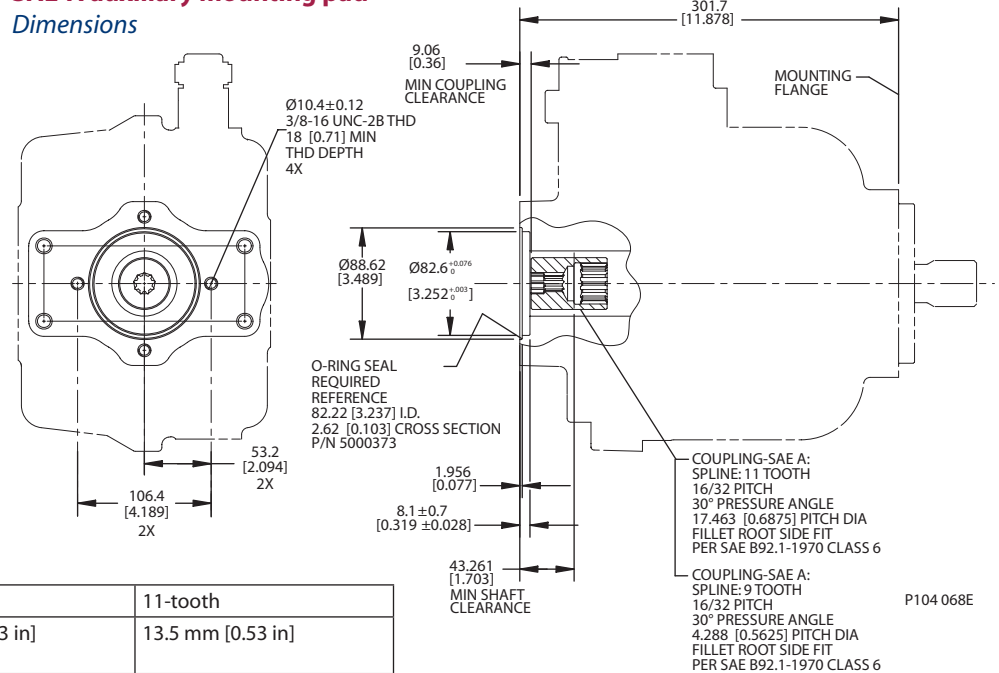 Dimensions
301.7
[11.878]
9.06
[0.36]
MIN COUPLING
CLEARANCE
MOUNTING
FLANGE
Ø10.4±0.12
3/8-16 UNC-2B THD
18 [0.71] MIN
THD DEPTH
4X
Ø88.62
[3.489]
Ø82.6 +0.076 0
[3.252 +.003 0]
O-RING SEAL
REQUIRED
REFERENCE
82.22 [3.237] I.D.
2.62 [0.103] CROSS SECTION
P/N 5000373
53.2
[2.094]
2X
106.4
[4.189]
2X
1.956
[0.077]
8.1±0.7
[0.319 ±0.028]
43.261
[1.703]
MIN SHAFT
CLEARANCE
COUPLING-SAE A:
SPLINE: 11 TOOTH
16/32 PITCH
30° PRESSURE ANGLE
17.463 [0.6875] PITCH DIA
FILLET ROOT SIDE FIT
PER SAE B92.1-1970 CLASS 6
COUPLING-SAE A:
SPLINE: 9 TOOTH
16/32 PITCH
30° PRESSURE ANGLE
4.288 [0.5625] PITCH DIA
FILLET ROOT SIDE FIT
PER SAE B92.1-1970 CLASS 6
P104 068E
11-tooth
3 in]
13.5 mm [0.53 in]